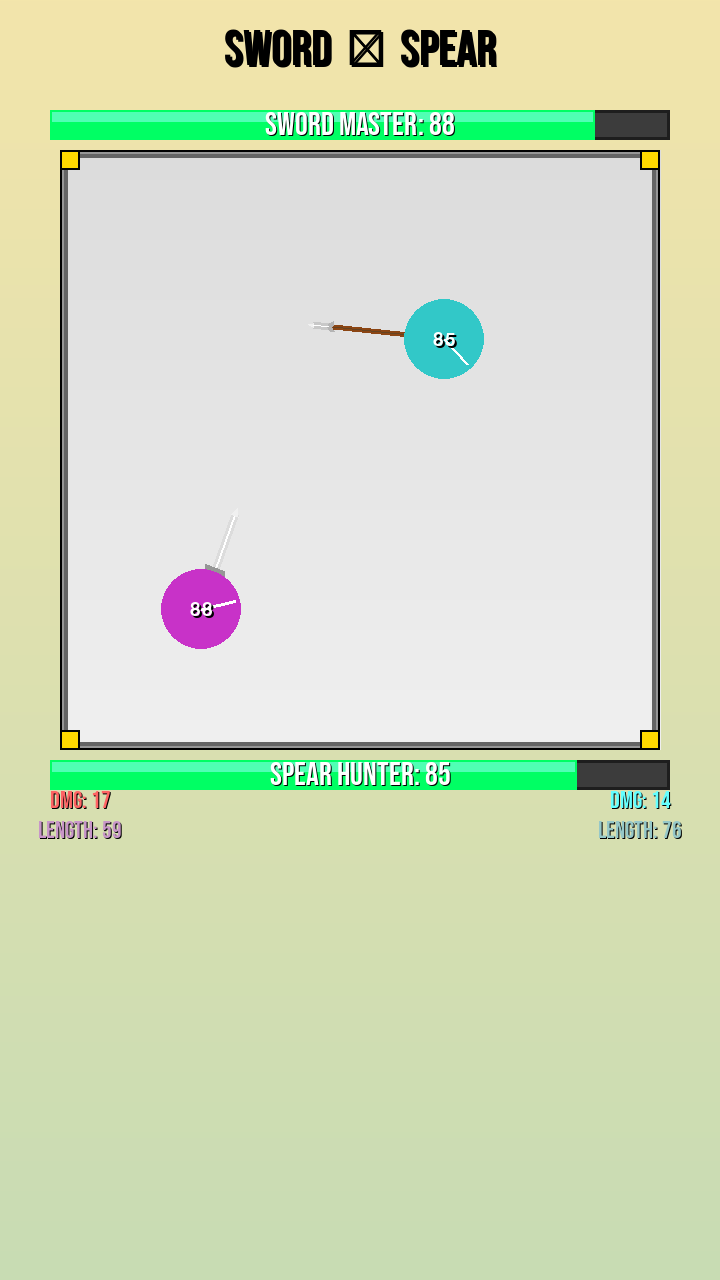 SWORD ☒ SPEAR
SWORD MASTER: 88
85
88
SPEAR HUNTER: 85
DMG: 17 DMG: 14
LENGTH: 59 LENGTH: 76